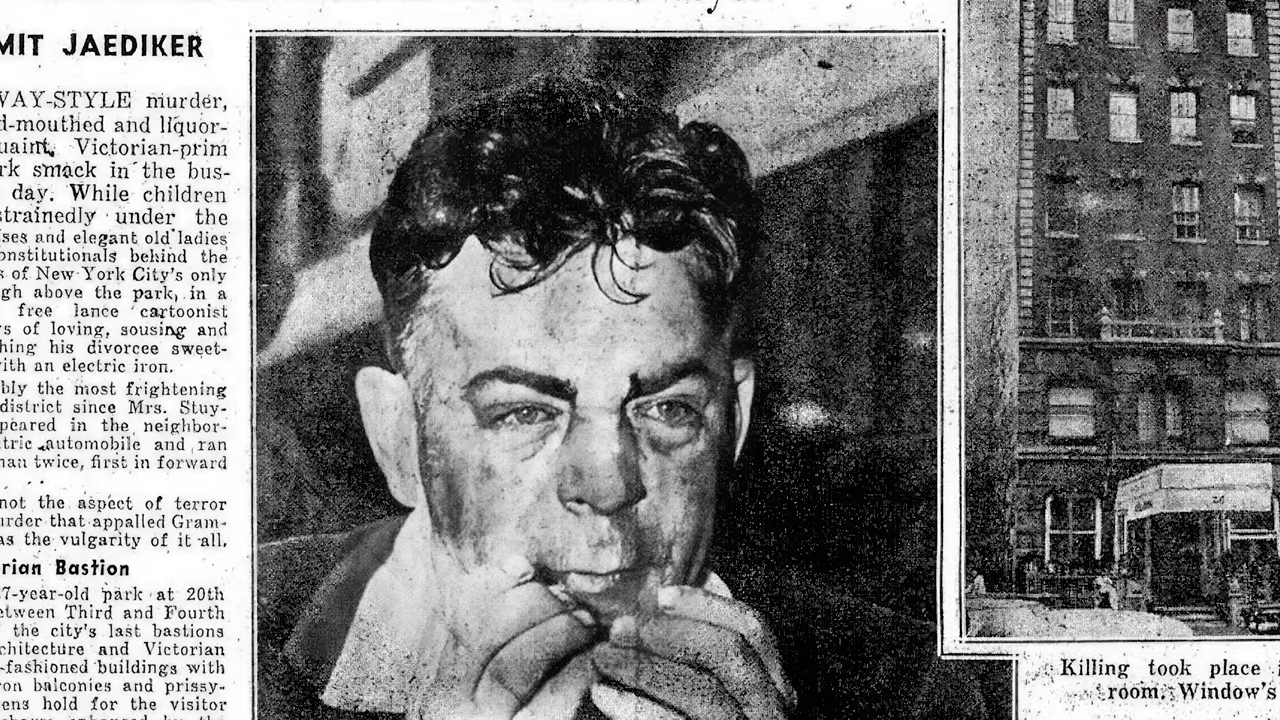 MIT JAEDIKER
WAY-STYLE murder,
d-mouthed and liquor-
uaint, Victorian-prim
rk smack in the bus-
day. While children
strainedly under the
ses and elegant old ladies
onstitutionals behind the
s of New York City's only
gh above the park, in a
free lance cartoonist
s of loving, sousing and
hing his divorcee sweet-
ith an electric iron.
bly the most frightening
district since Mrs. Stuy-
peared in the neighbor-
tric automobile and ran
man twice, first in forward
not the aspect of terror
urder that appalled Gram-
as the vulgarity of it all.
rian Bastion
7-year-old park at 20th
etween Third and Fourth
the city's last bastions
chitecture and Victorian
-fashioned buildings with
ron balconies and prissy-
ens hold for the visitor
Killing took place
room. Window's